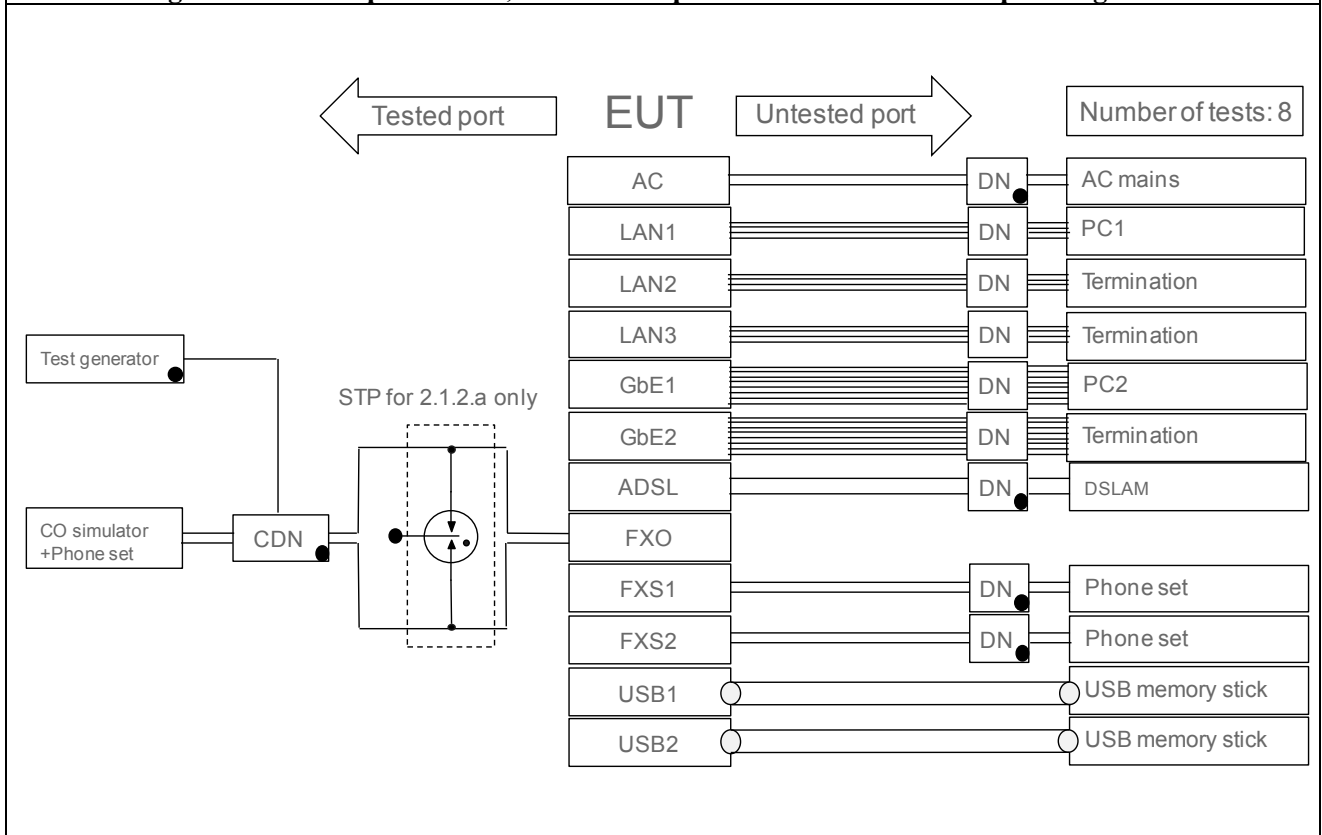 Tested port
EUT
Untested port
Number of tests: 8
AC
DN
AC mains
LAN1
DN
PC1
LAN2
DN
Termination
LAN3
DN
Termination
Test generator
GbE1
DN
PC2
STP for 2.1.2.a only
GbE2
DN
Termination
ADSL
DN
DSLAM
CO simulator
+Phone set
CDN
FXO
FXS1
DN
Phone set
FXS2
DN
Phone set
USB1
USB memory stick
USB2
USB memory stick